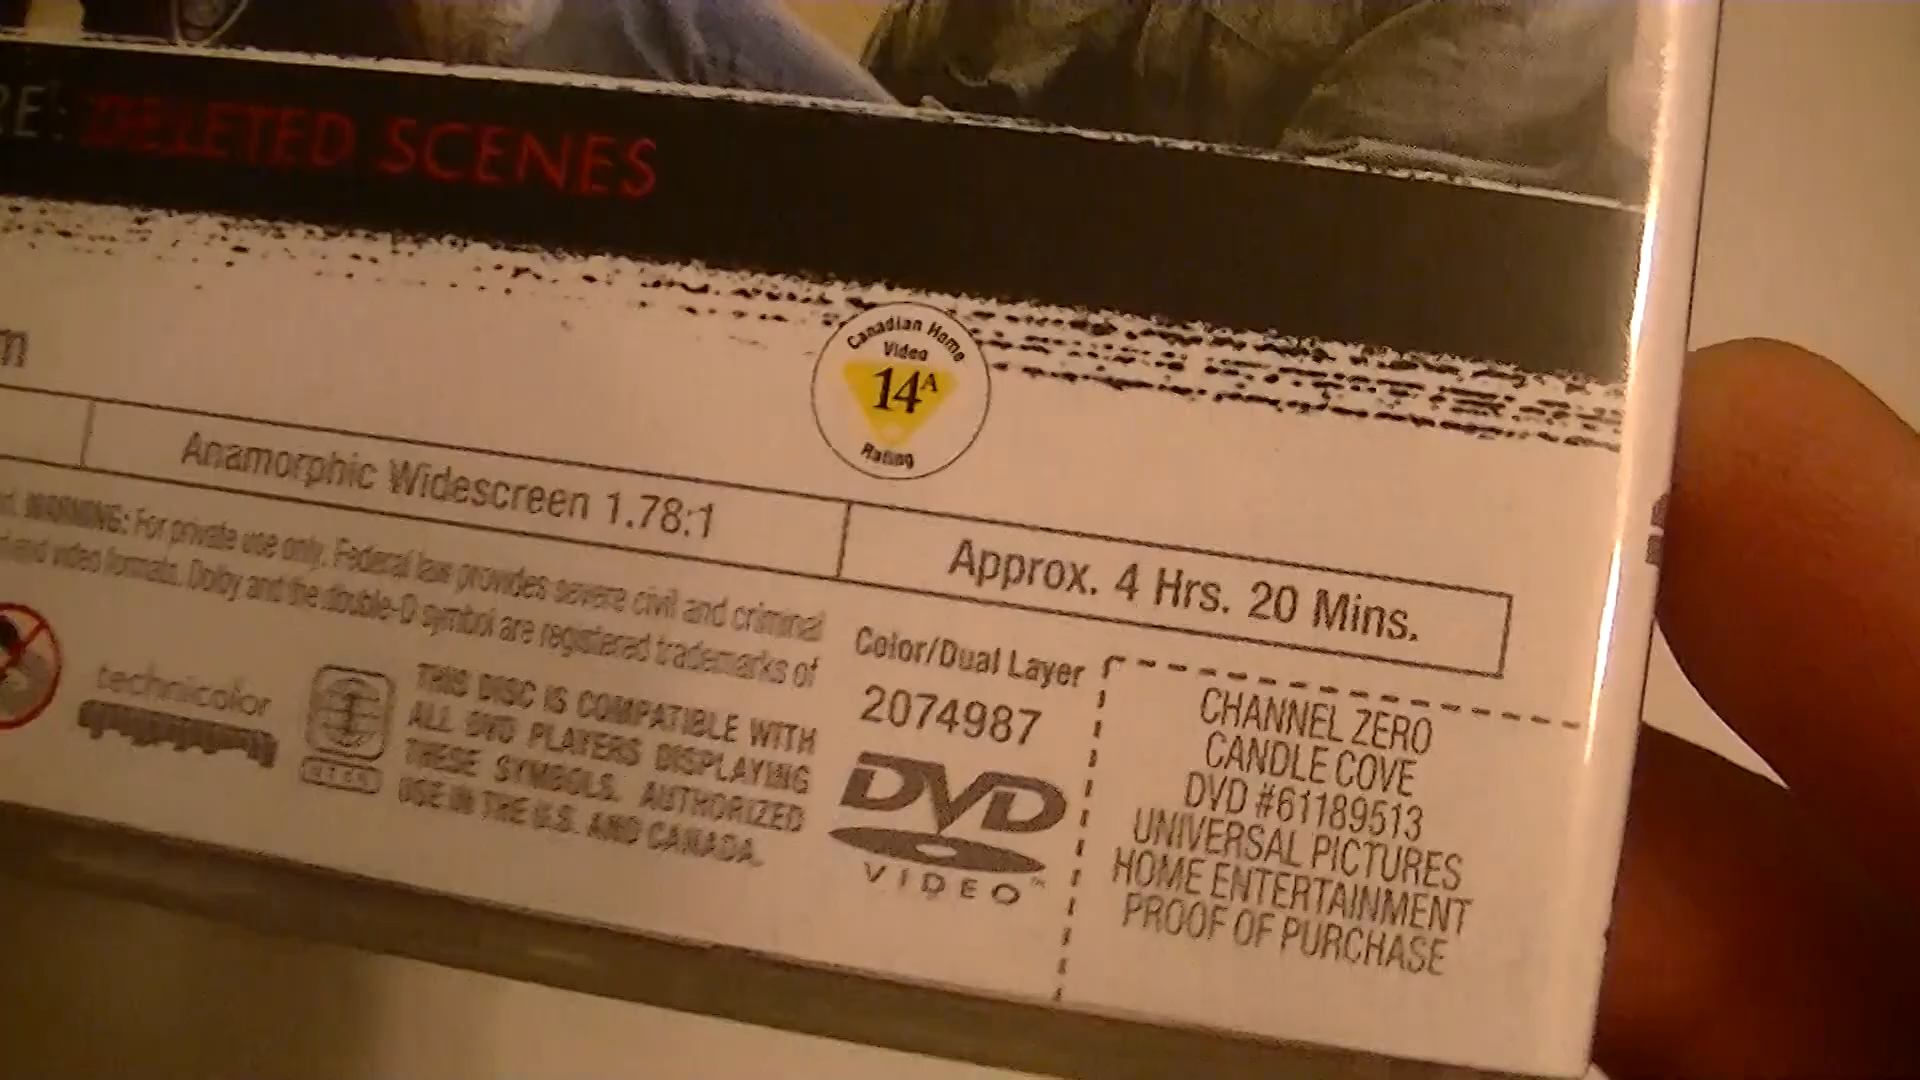 RE: DELETED SCENES
Canadian Home
Video
14A
Rating
Anamorphic Widescreen 1.78:1
Approx. 4 Hrs. 20 Mins.
WARNING: For private use only. Federal law provides severe civil and criminal
and video formats. Dolby and the double-D symbol are registered trademarks of
technicolor
THIS DISC IS COMPATIBLE WITH
ALL DVD PLAYERS DISPLAYING
THESE SYMBOLS. AUTHORIZED
USE IN THE U.S. AND CANADA.
Color/Dual Layer
2074987
DVD
VIDEO™
CHANNEL ZERO
CANDLE COVE
DVD #61189513
UNIVERSAL PICTURES
HOME ENTERTAINMENT
PROOF OF PURCHASE